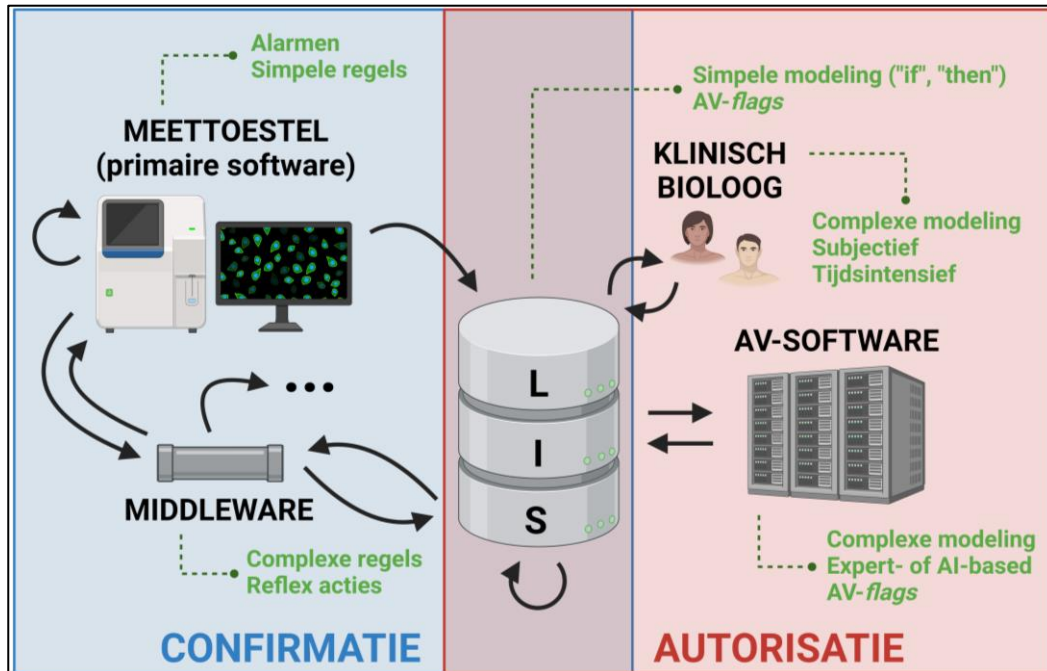 Alarmen
Simpele regels
MEETTOESTEL
(primaire software)
MIDDLEWARE
Complexe regels
Reflex acties
CONFIRMATIE
L
I
S
Simpele modeling ("if", "then")
AV-flags
KLINISCH
BIOLOOG
Complexe modeling
Subjectief
Tijdsintensief
AV-SOFTWARE
Complexe modeling
Expert- of AI-based
AV-flags
AUTORISATIE